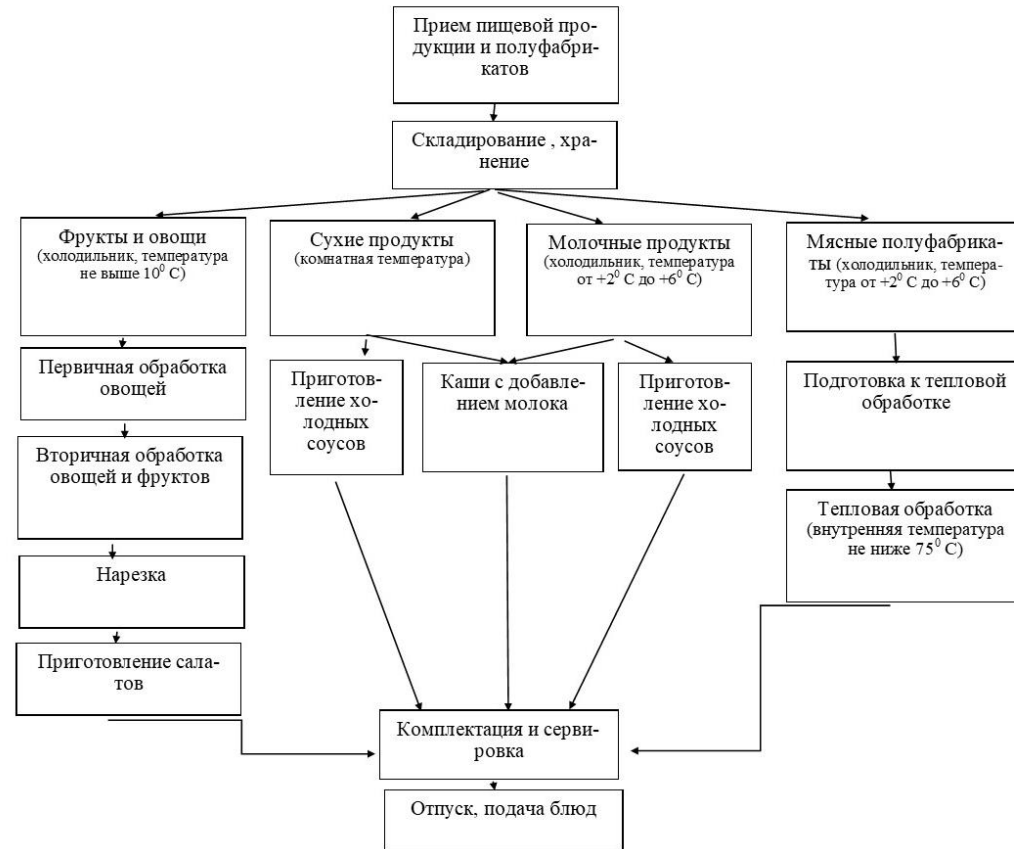 Прием пищевой про-
дукции и полуфабри-
катов
Складирование , хра-
нение
Фрукты и овощи
(холодильник, температура
не выше 10⁰ С)
Сухие продукты
(комнатная температура)
Молочные продукты
(холодильник, температура
от +2⁰ С до +6⁰ С)
Мясные полуфабрика-
ты (холодильник, темпера-
тура от +2⁰ С до +6⁰ С)
Первичная обработка
овощей
Приготов-
ление хо-
лодных
соусов
Каши с добавле-
нием молока
Приготов-
ление хо-
лодных
соусов
Подготовка к тепловой
обработке
Вторичная обработка
овощей и фруктов
Тепловая обработка
(внутренняя температура
не ниже 75⁰ С)
Нарезка
Приготовление сала-
тов
Комплектация и серви-
ровка
Отпуск, подача блюд